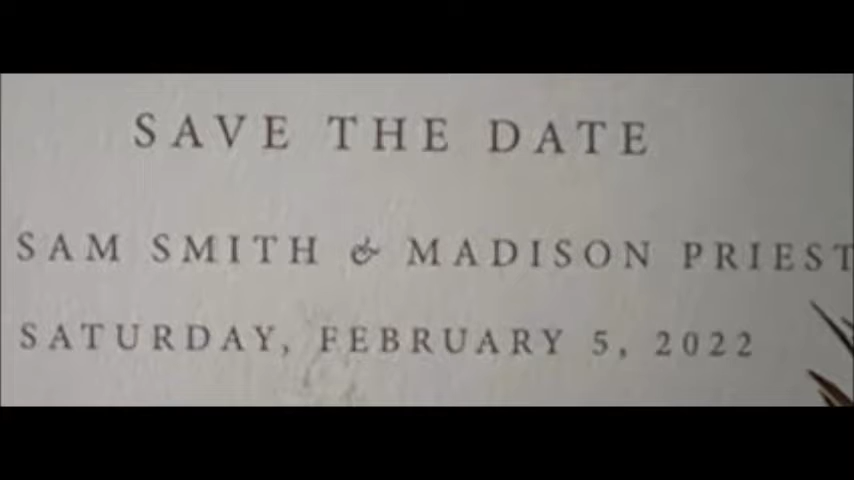 SAVE THE DATE
SAM SMITH & MADISON PRIEST
SATURDAY, FEBRUARY 5, 2022